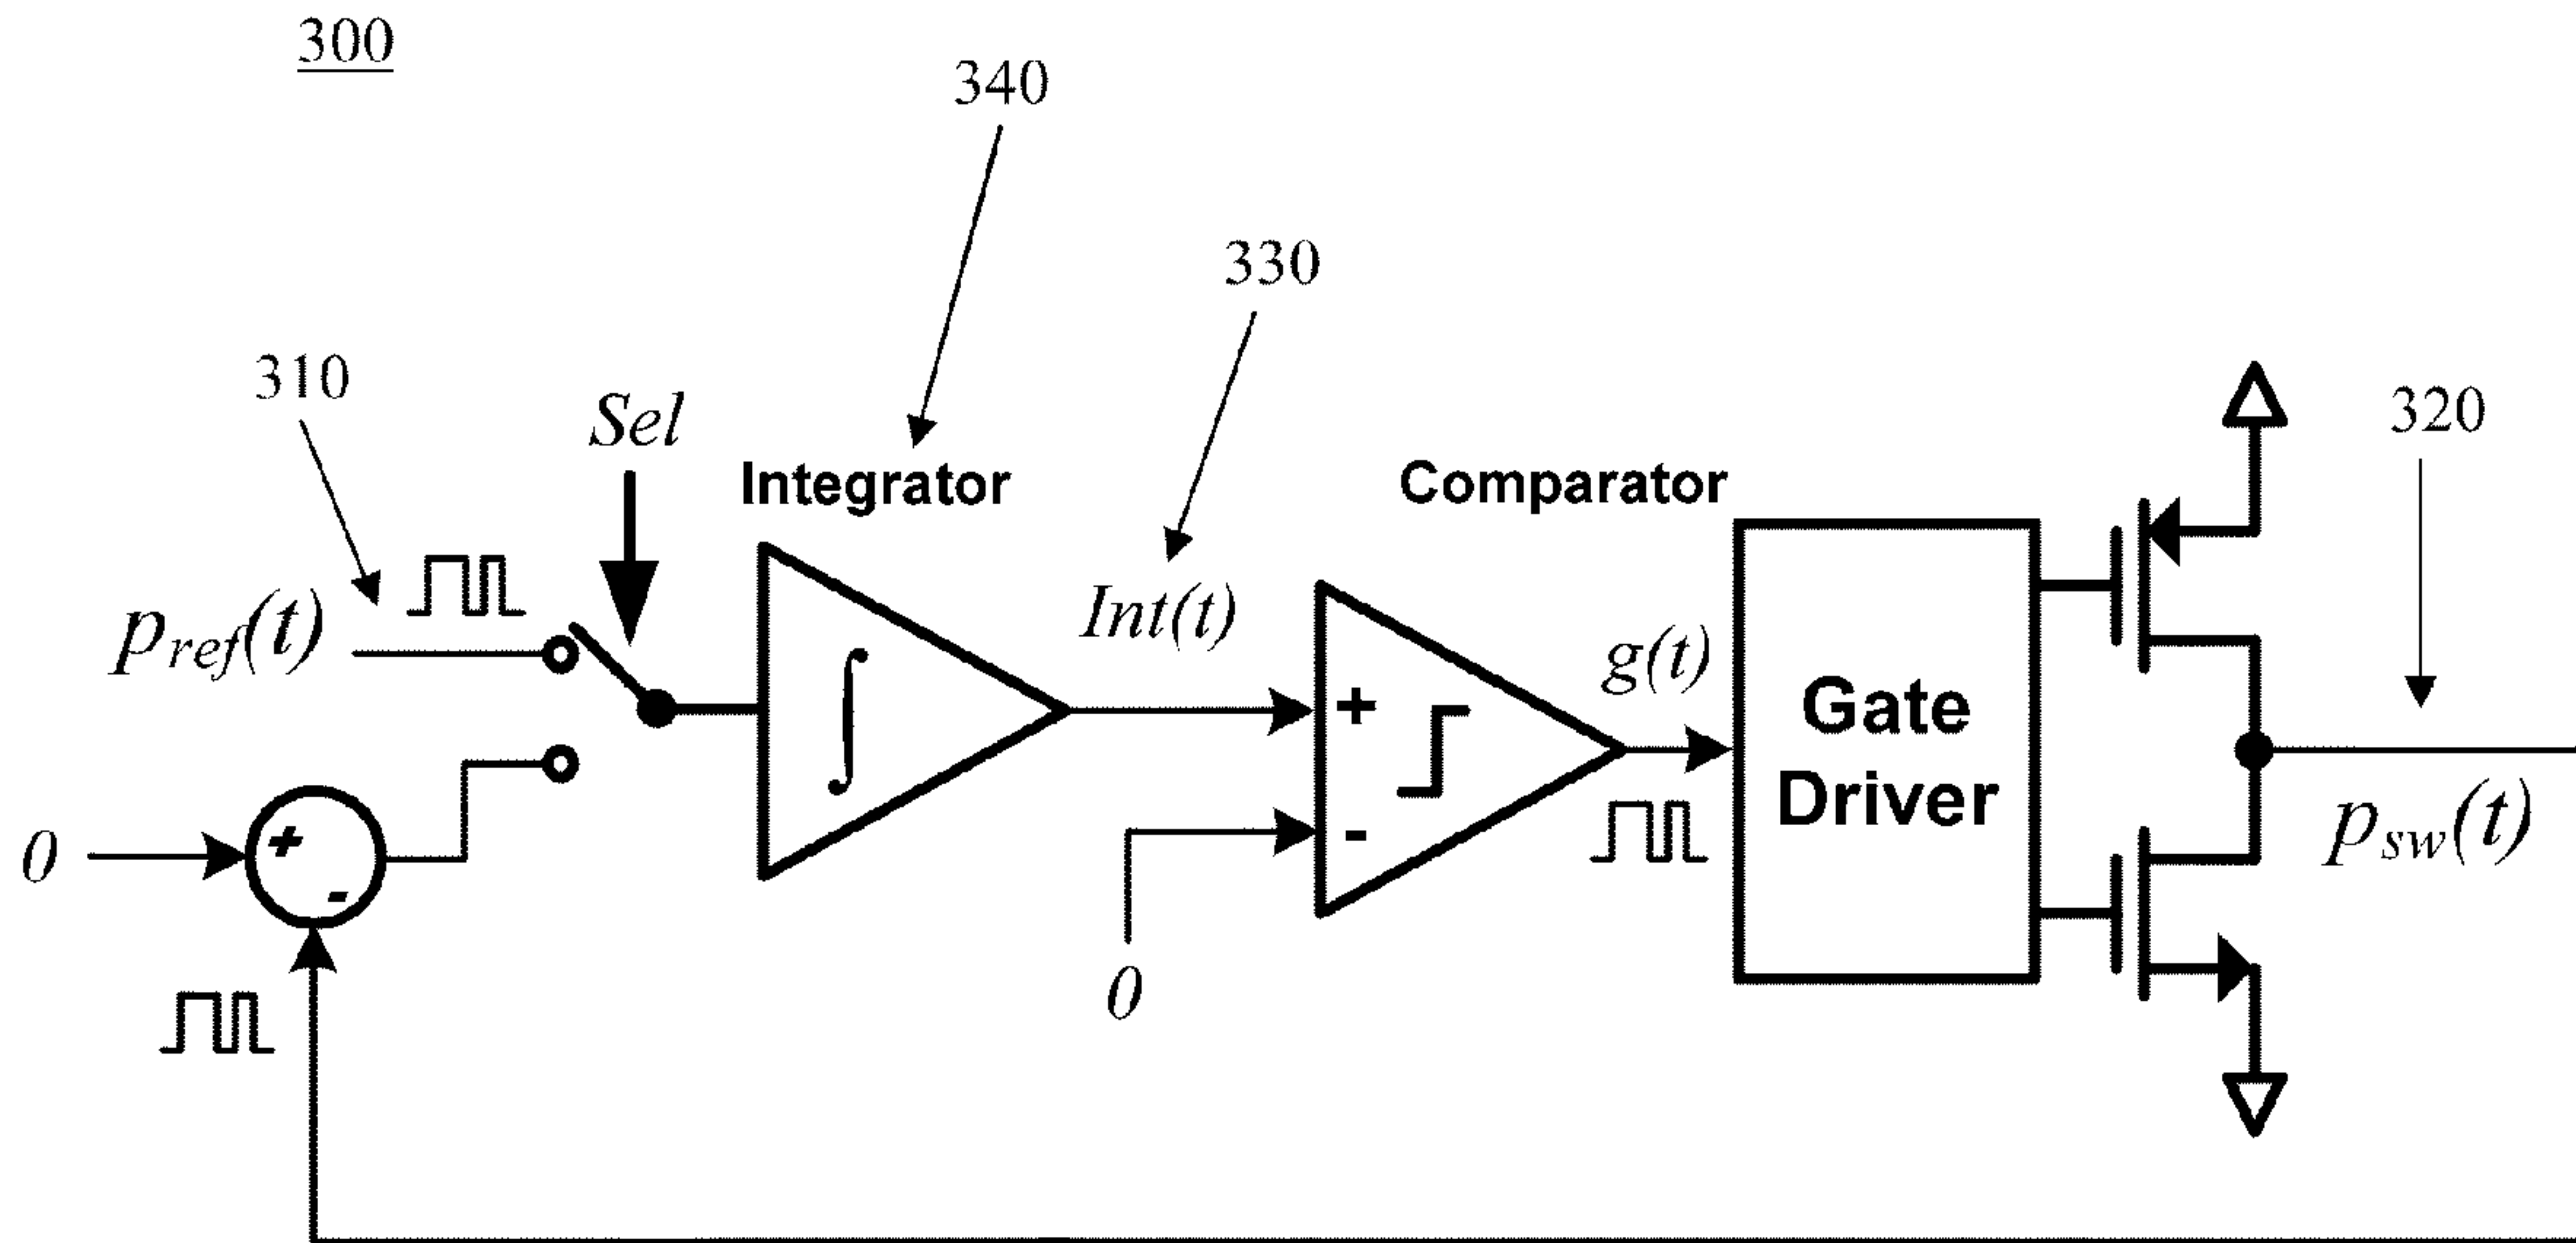 300
340
330
310
320
Sel
Integrator
Comparator
p_ref(t)
Int(t)
g(t)
∫
+
-
Gate
Driver
p_sw(t)
0
+
-
0